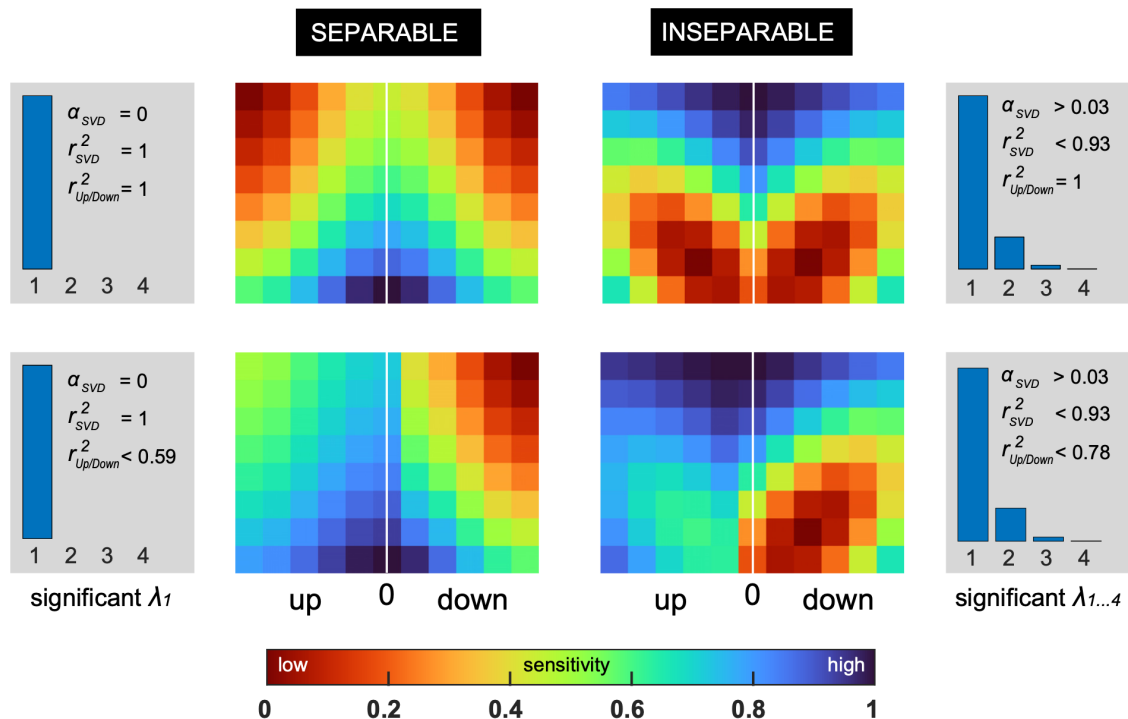 SEPARABLE
INSEPARABLE
α_SVD = 0
r²_SVD = 1
r²_Up/Down = 1
1 2 3 4
α_SVD > 0.03
r²_SVD < 0.93
r²_Up/Down = 1
1 2 3 4
α_SVD = 0
r²_SVD = 1
r²_Up/Down < 0.59
1 2 3 4
significant λ₁
α_SVD > 0.03
r²_SVD < 0.93
r²_Up/Down < 0.78
1 2 3 4
significant λ₁...₄
up 0 down
up 0 down
low sensitivity high
0 0.2 0.4 0.6 0.8 1